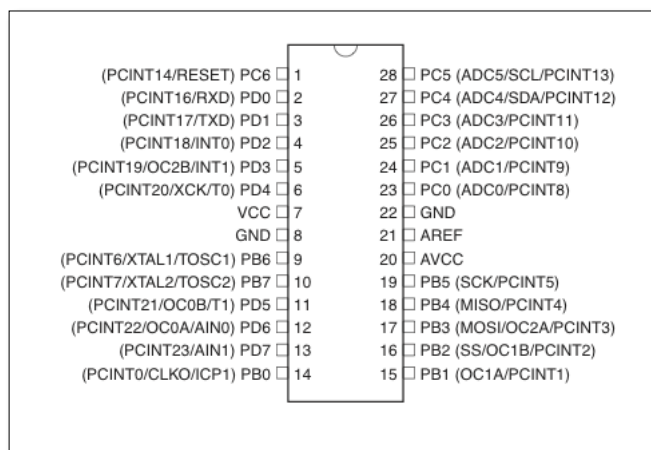 (PCINT14/RESET) PC6 1 28 PC5 (ADC5/SCL/PCINT13)
(PCINT16/RXD) PD0 2 27 PC4 (ADC4/SDA/PCINT12)
(PCINT17/TXD) PD1 3 26 PC3 (ADC3/PCINT11)
(PCINT18/INT0) PD2 4 25 PC2 (ADC2/PCINT10)
(PCINT19/OC2B/INT1) PD3 5 24 PC1 (ADC1/PCINT9)
(PCINT20/XCK/T0) PD4 6 23 PC0 (ADC0/PCINT8)
VCC 7 22 GND
GND 8 21 AREF
(PCINT6/XTAL1/TOSC1) PB6 9 20 AVCC
(PCINT7/XTAL2/TOSC2) PB7 10 19 PB5 (SCK/PCINT5)
(PCINT21/OC0B/T1) PD5 11 18 PB4 (MISO/PCINT4)
(PCINT22/OC0A/AIN0) PD6 12 17 PB3 (MOSI/OC2A/PCINT3)
(PCINT23/AIN1) PD7 13 16 PB2 (SS/OC1B/PCINT2)
(PCINT0/CLKO/ICP1) PB0 14 15 PB1 (OC1A/PCINT1)